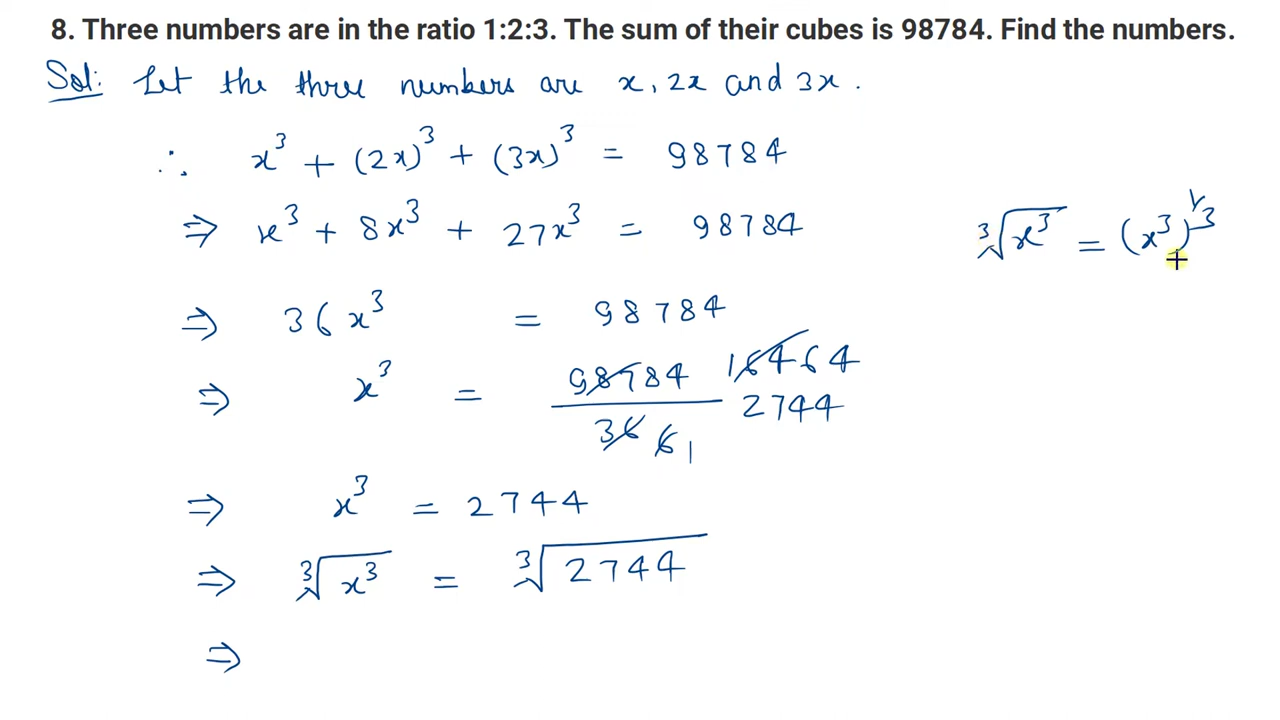 8. Three numbers are in the ratio 1:2:3. The sum of their cubes is 98784. Find the numbers.
Sol: Let the three numbers are x, 2x and 3x.
∴ x³ + (2x)³ + (3x)³ = 98784
⇒ x³ + 8x³ + 27x³ = 98784
∛x³ = (x³)^1/3
⇒ 36x³ = 98784
⇒ x³ = 98784/36 16464 2744 6 1
⇒ x³ = 2744
⇒ ∛x³ = ∛2744
⇒